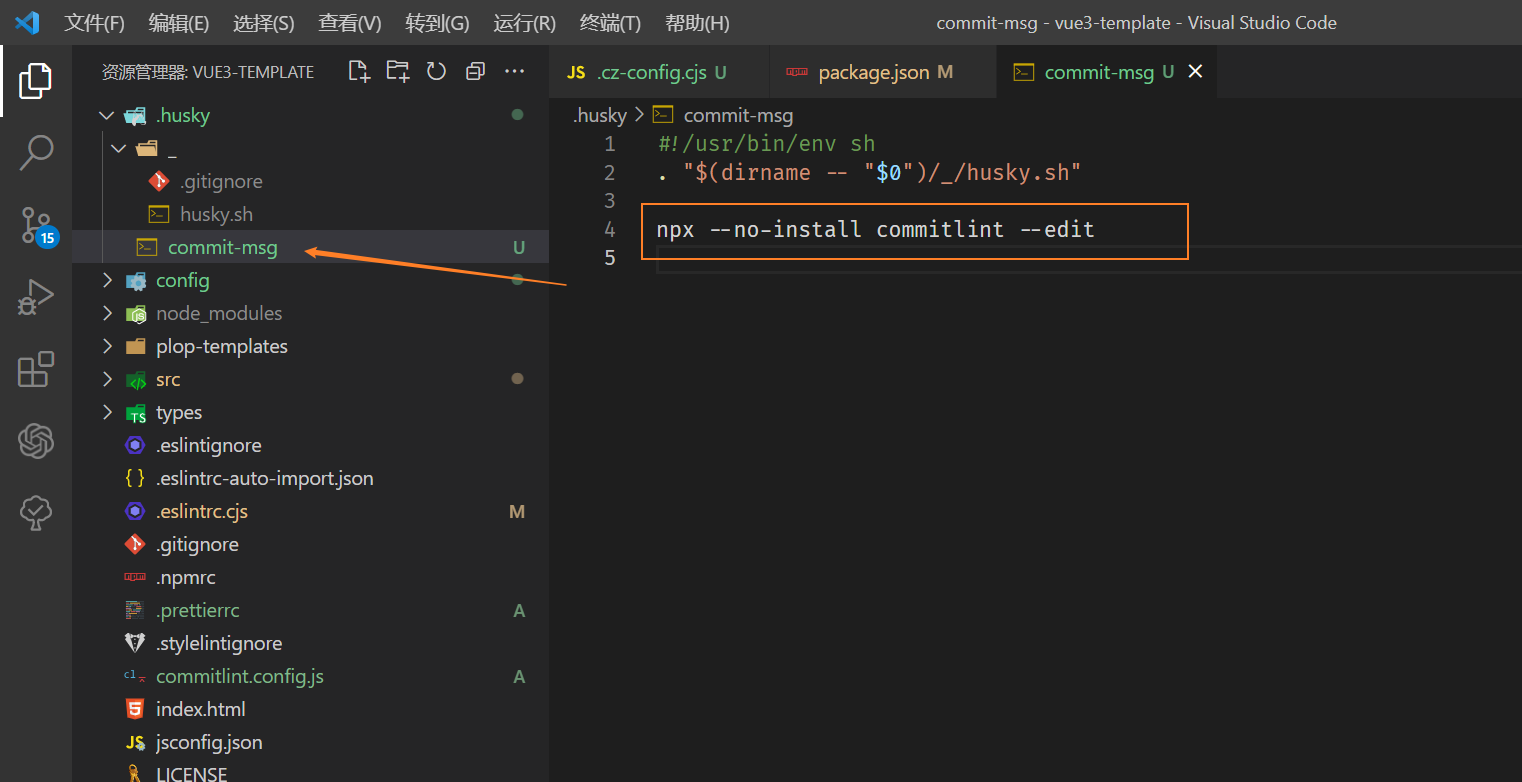 文件(F) 编辑(E) 选择(S) 查看(V) 转到(G) 运行(R) 终端(T) 帮助(H) commit-msg - vue3-template - Visual Studio Code
资源管理器: VUE3-TEMPLATE
.husky
_
.gitignore
husky.sh
commit-msg U
config
node_modules
plop-templates
src
types
.eslintignore
.eslintrc-auto-import.json
.eslintrc.cjs M
.gitignore
.npmrc
.prettierrc A
.stylelintignore
commitlint.config.js A
index.html
jsconfig.json
LICENSE
15
JS .cz-config.cjs U package.json M commit-msg U
.husky > commit-msg
1 #!/usr/bin/env sh
2 . "$(dirname -- "$0")/_/husky.sh"
3
4 npx --no-install commitlint --edit
5